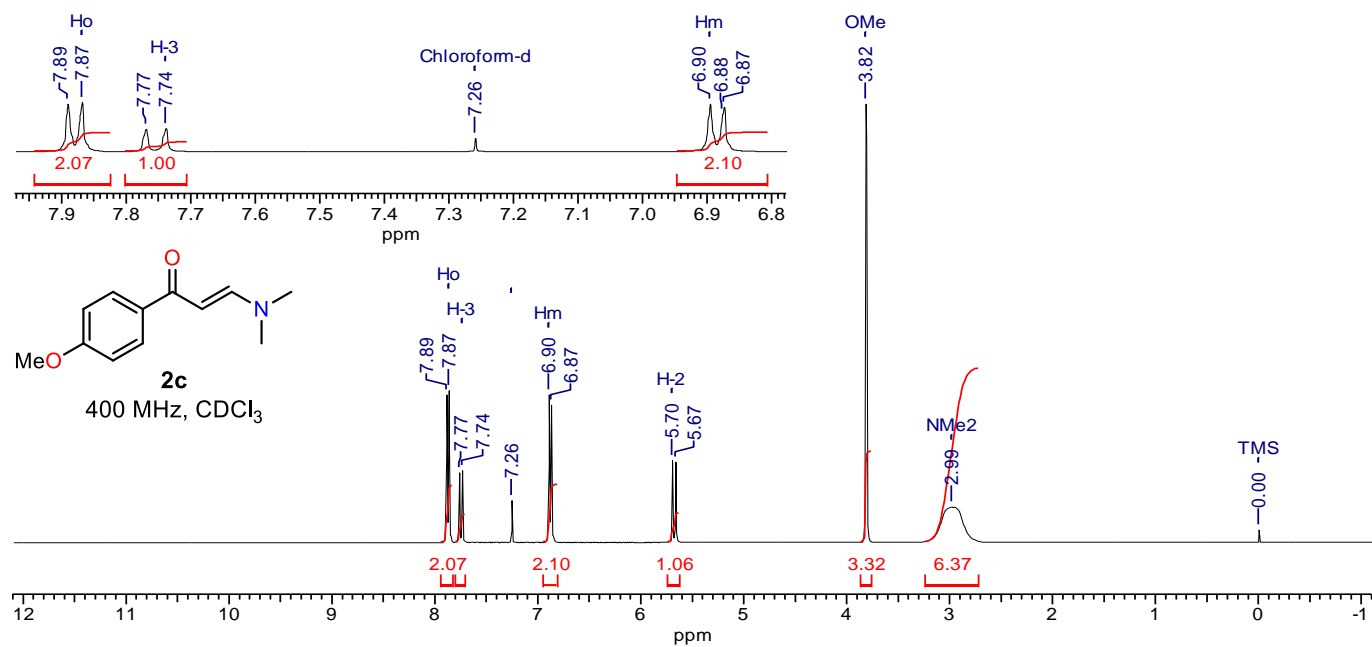 Ho
H-3
Chloroform-d
Hm
OMe
7.89
7.87
7.77
7.74
7.26
6.90
6.88
6.87
3.82
2.07
1.00
2.10
7.9 7.8 7.7 7.6 7.5 7.4 7.3 7.2 7.1 7.0 6.9 6.8
ppm
O
N
MeO
2c
400 MHz, CDCl3
Ho
H-3
Hm
H-2
NMe2
TMS
7.89
7.87
7.77
7.74
7.26
6.90
6.87
5.70
5.67
2.99
0.00
2.07
2.10
1.06
3.32
6.37
12 11 10 9 8 7 6 5 4 3 2 1 0 -1
ppm